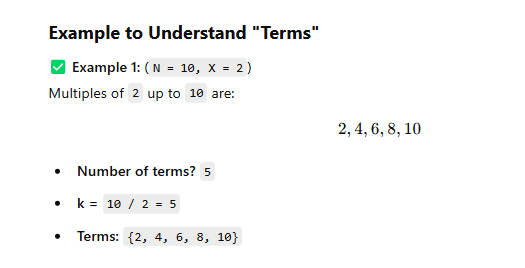 Example to Understand "Terms"
✅ Example 1: ( N = 10, X = 2 )
Multiples of 2 up to 10 are:
2, 4, 6, 8, 10
• Number of terms? 5
• k = 10 / 2 = 5
• Terms: {2, 4, 6, 8, 10}